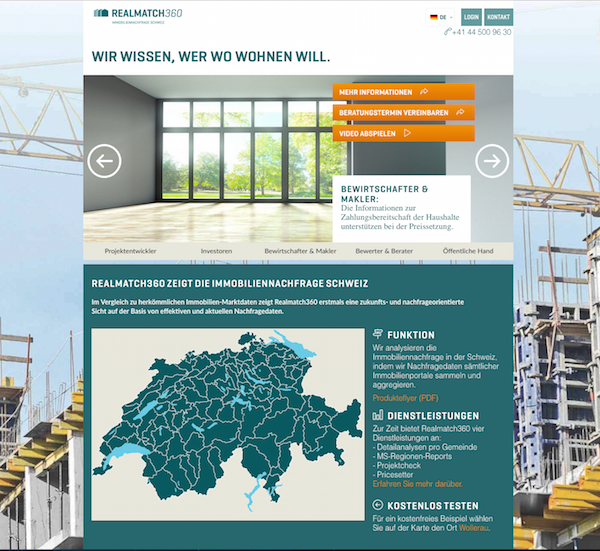 REALMATCH360
IMMOBILIENNACHFRAGE SCHWEIZ
DE
LOGIN
KONTAKT
+41 44 500 96 30
WIR WISSEN, WER WO WOHNEN WILL.
MEHR INFORMATIONEN
BERATUNGSTERMIN VEREINBAREN
VIDEO ABSPIELEN
BEWIRTSCHAFTER &
MAKLER:
Die Informationen zur
Zahlungsbereitschaft der Haushalte
unterstützen bei der Preissetzung.
Projektentwickler
Investoren
Bewirtschafter & Makler
Bewerter & Berater
Öffentliche Hand
REALMATCH360 ZEIGT DIE IMMOBILIENNACHFRAGE SCHWEIZ
Im Vergleich zu herkömmlichen Immobilien-Marktdaten zeigt Realmatch360 erstmals eine zukunfts- und nachfrageorientierte
Sicht auf der Basis von effektiven und aktuellen Nachfragedaten.
FUNKTION
Wir analysieren die
Immobiliennachfrage in der Schweiz,
indem wir Nachfragedaten sämtlicher
Immobilienportale sammeln und
aggregieren.
Produkteflyer (PDF)
DIENSTLEISTUNGEN
Zur Zeit bietet Realmatch360 vier
Dienstleistungen an:
- Detailanalysen pro Gemeinde
- MS-Regionen-Reports
- Projektcheck
- Pricesetter
Erfahren Sie mehr darüber.
KOSTENLOS TESTEN
Für ein kostenfreies Beispiel wählen
Sie auf der Karte den Ort Wollerau.